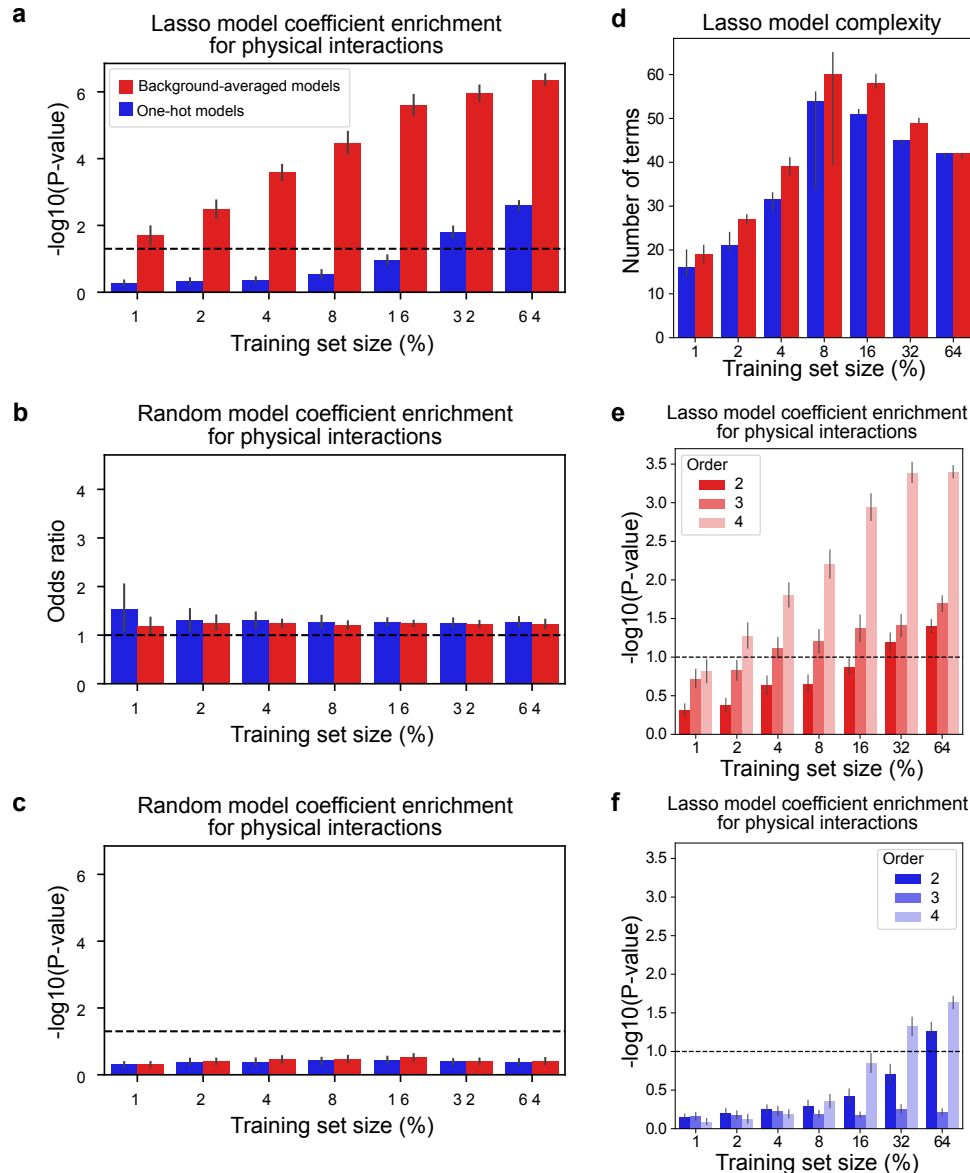 a
Lasso model coefficient enrichment
for physical interactions
Background-averaged models
One-hot models
-log10(P-value)
6
4
2
0
1 2 4 8 1 6 3 2 6 4
Training set size (%)
b
Random model coefficient enrichment
for physical interactions
Odds ratio
4
2
1
0
1 2 4 8 1 6 3 2 6 4
Training set size (%)
c
Random model coefficient enrichment
for physical interactions
-log10(P-value)
6
4
2
0
1 2 4 8 1 6 3 2 6 4
Training set size (%)
d
Lasso model complexity
Number of terms
60
50
40
30
20
10
0
1 2 4 8 16 32 64
Training set size (%)
e
Lasso model coefficient enrichment
for physical interactions
Order
2
3
4
-log10(P-value)
3.5
3.0
2.5
2.0
1.5
1.0
0.5
0.0
1 2 4 8 16 32 64
Training set size (%)
f
Lasso model coefficient enrichment
for physical interactions
Order
2
3
4
-log10(P-value)
3.5
3.0
2.5
2.0
1.5
1.0
0.5
0.0
1 2 4 8 16 32 64
Training set size (%)